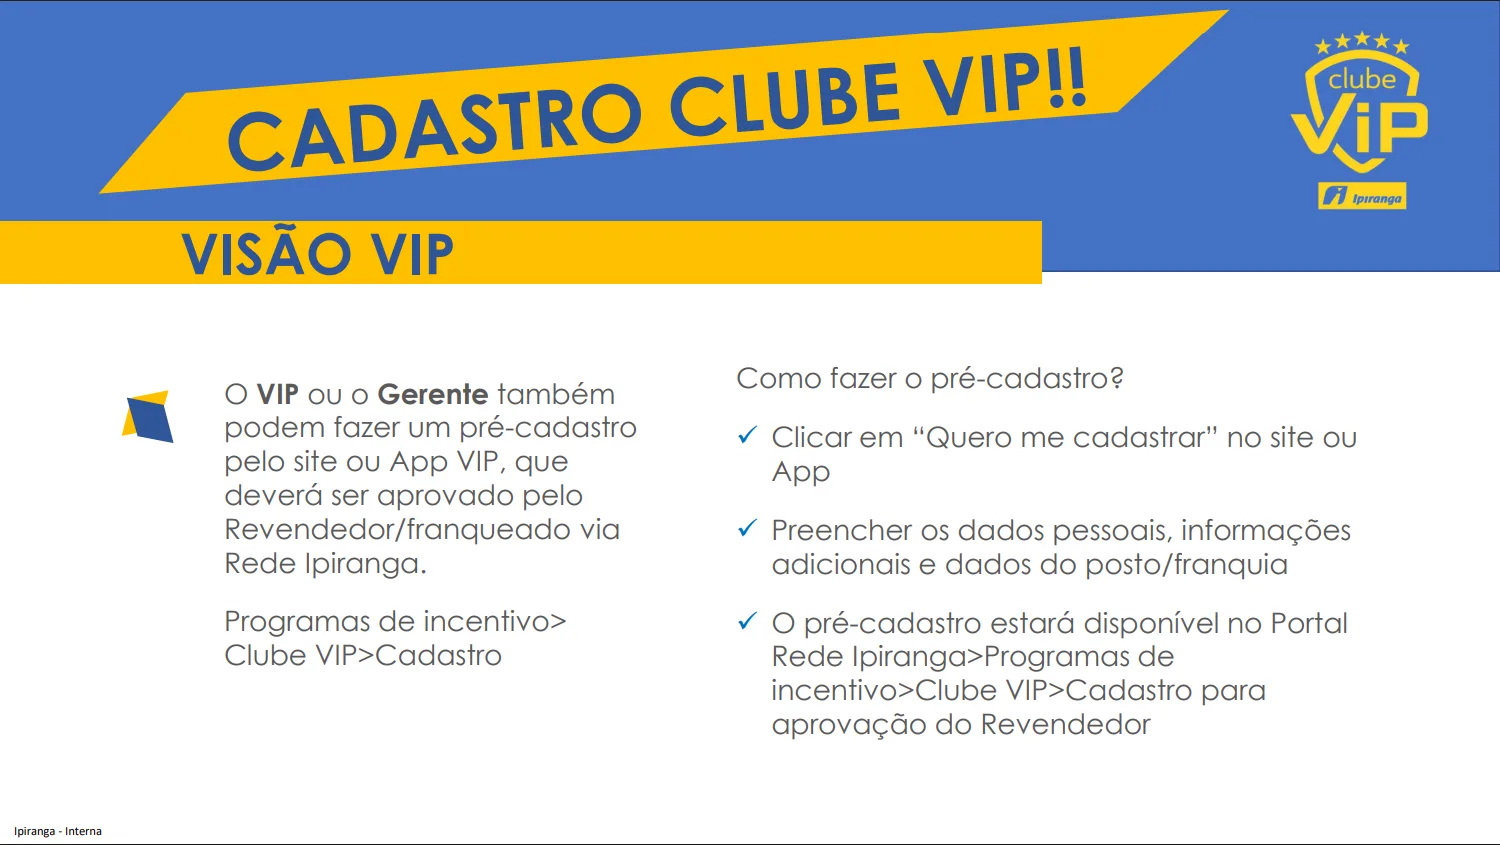 CADASTRO CLUBE VIP!!
clube
ViP
Ipiranga
VISÃO VIP
O VIP ou o Gerente também
podem fazer um pré-cadastro
pelo site ou App VIP, que
deverá ser aprovado pelo
Revendedor/franqueado via
Rede Ipiranga.
Programas de incentivo>
Clube VIP>Cadastro
Como fazer o pré-cadastro?
Clicar em “Quero me cadastrar” no site ou
App
Preencher os dados pessoais, informações
adicionais e dados do posto/franquia
O pré-cadastro estará disponível no Portal
Rede Ipiranga>Programas de
incentivo>Clube VIP>Cadastro para
aprovação do Revendedor
Ipiranga - Interna